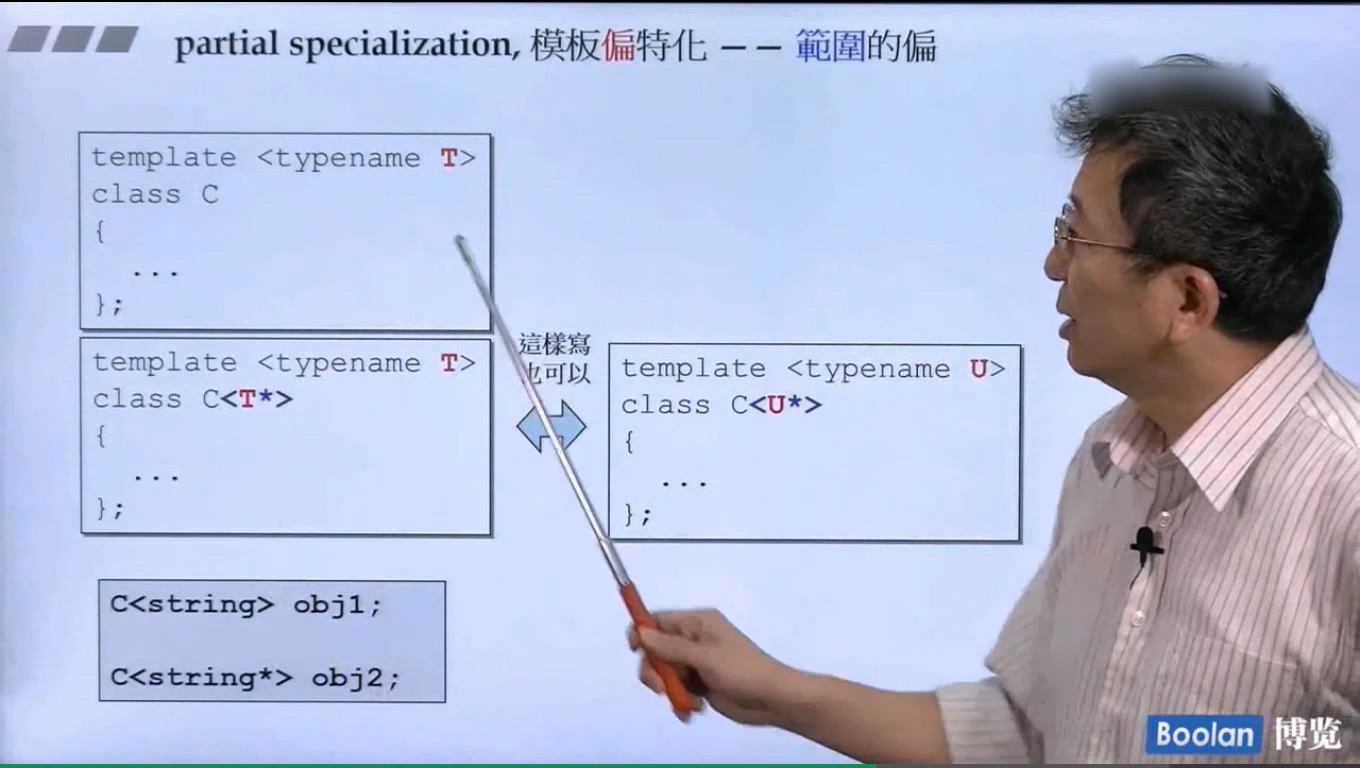 partial specialization, 模板偏特化 —— 範圍的偏
template <typename T>
class C
{
...
};
template <typename T>
class C<T*>
{
...
};
這樣寫
也可以
template <typename U>
class C<U*>
{
...
};
C<string> obj1;
C<string*> obj2;
Boolan 博览